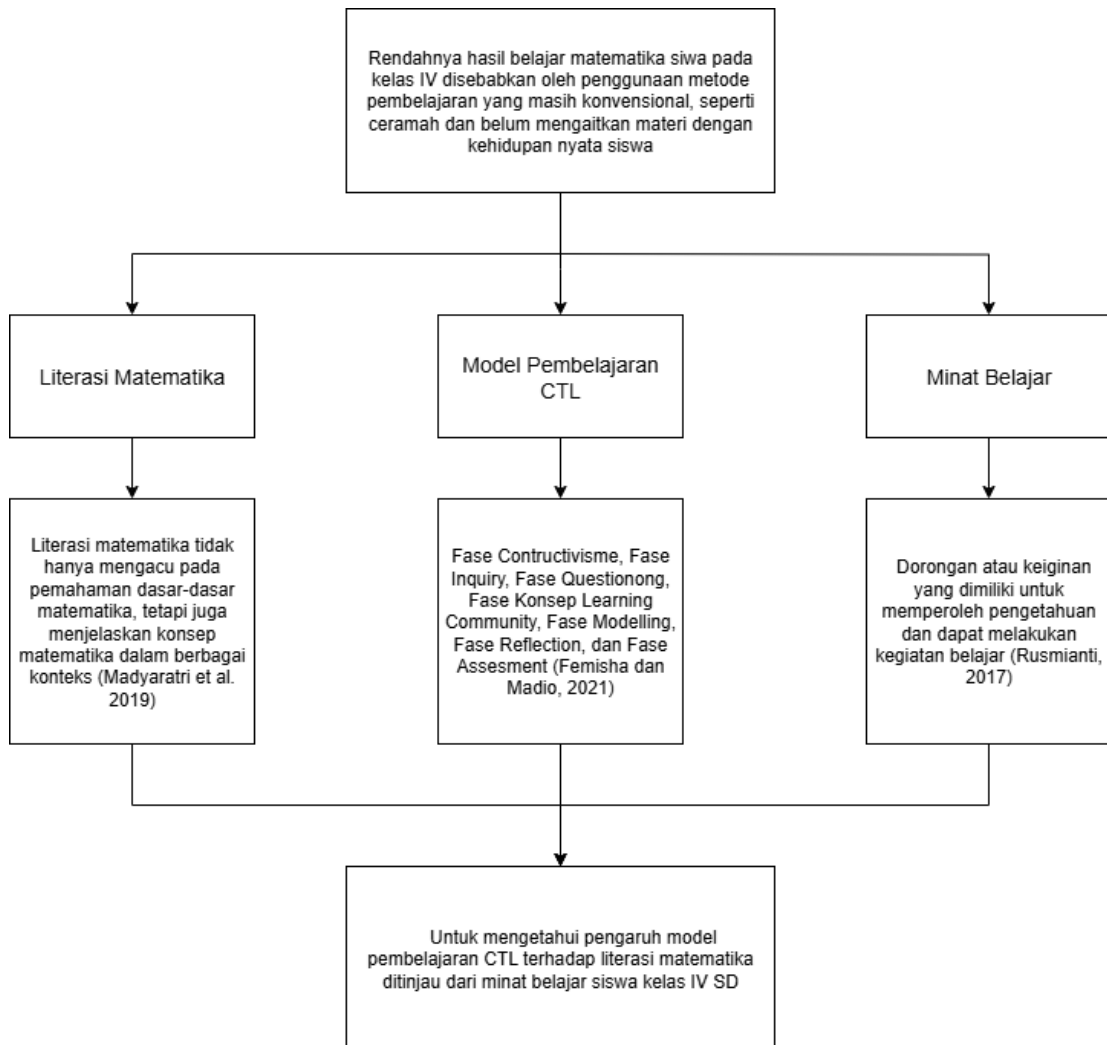 Rendahnya hasil belajar matematika siwa pada
kelas IV disebabkan oleh penggunaan metode
pembelajaran yang masih konvensional, seperti
ceramah dan belum mengaitkan materi dengan
kehidupan nyata siswa
Literasi Matematika
Model Pembelajaran
CTL
Minat Belajar
Literasi matematika tidak
hanya mengacu pada
pemahaman dasar-dasar
matematika, tetapi juga
menjelaskan konsep
matematika dalam berbagai
konteks (Madyaratri et al.
2019)
Fase Contructivisme, Fase
Inquiry, Fase Questionong,
Fase Konsep Learning
Community, Fase Modelling,
Fase Reflection, dan Fase
Assesment (Femisha dan
Madio, 2021)
Dorongan atau keiginan
yang dimiliki untuk
memperoleh pengetahuan
dan dapat melakukan
kegiatan belajar (Rusmianti,
2017)
Untuk mengetahui pengaruh model
pembelajaran CTL terhadap literasi matematika
ditinjau dari minat belajar siswa kelas IV SD